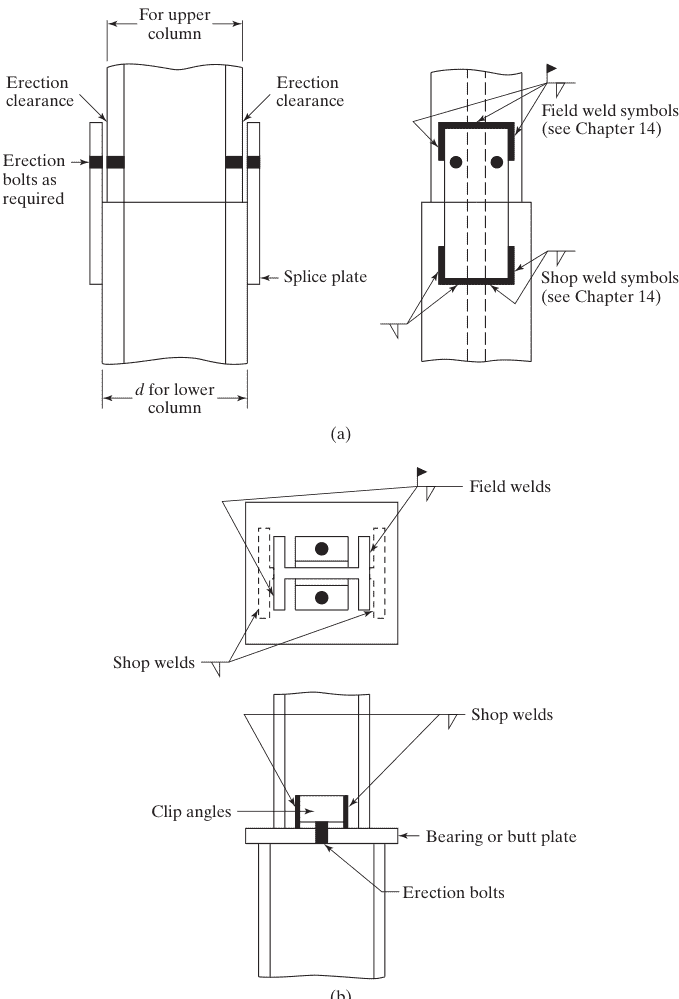 For upper
column
Erection
clearance
Erection
clearance
Erection
bolts as
required
Field weld symbols
(see Chapter 14)
Splice plate
Shop weld symbols
(see Chapter 14)
d for lower
column
(a)
Field welds
Shop welds
Shop welds
Clip angles
Bearing or butt plate
Erection bolts
(b)